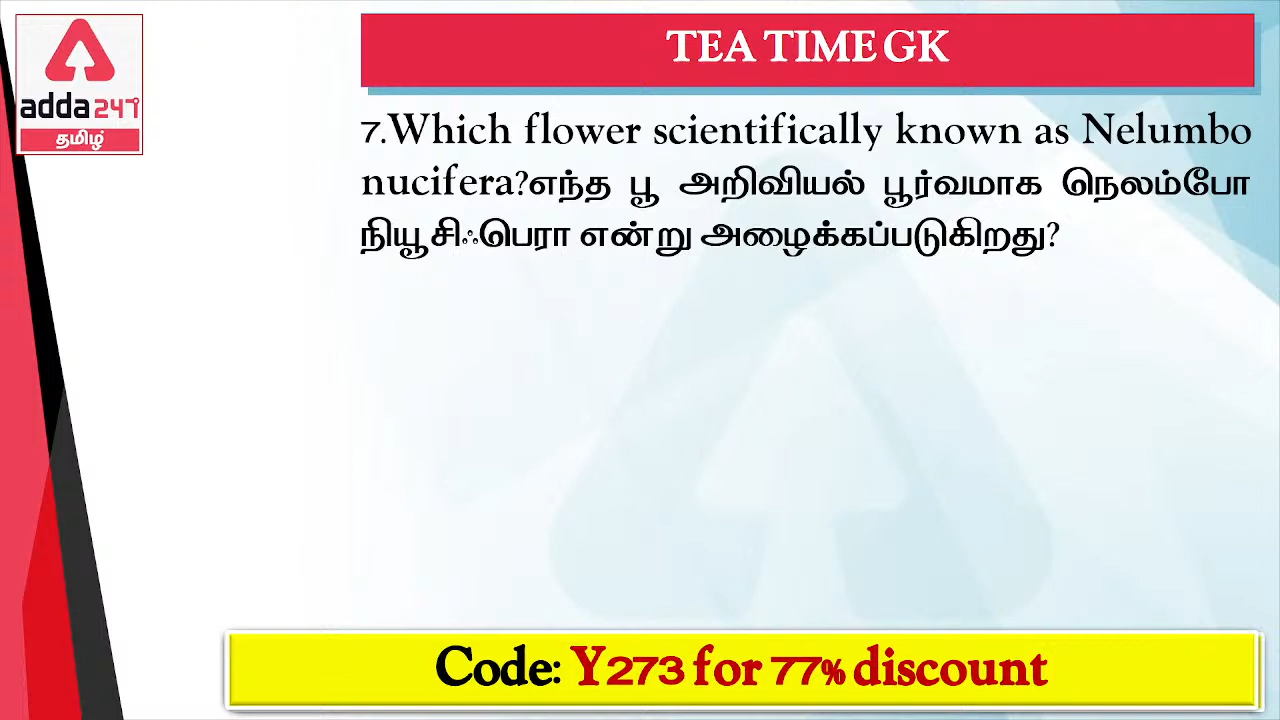 adda247
தமிழ்
TEA TIME GK
7.Which flower scientifically known as Nelumbo
nucifera?எந்த பூ அறிவியல் பூர்வமாக நெலம்போ
நியூசிஃபெரா என்று அழைக்கப்படுகிறது?
Code: Y273 for 77% discount